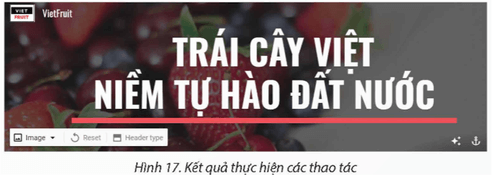 VIET
FRUIT
VietFruit
TRÁI CÂY VIỆT
NIỀM TỰ HÀO ĐẤT NƯỚC
Image
Reset
Header type
Hình 17. Kết quả thực hiện các thao tác